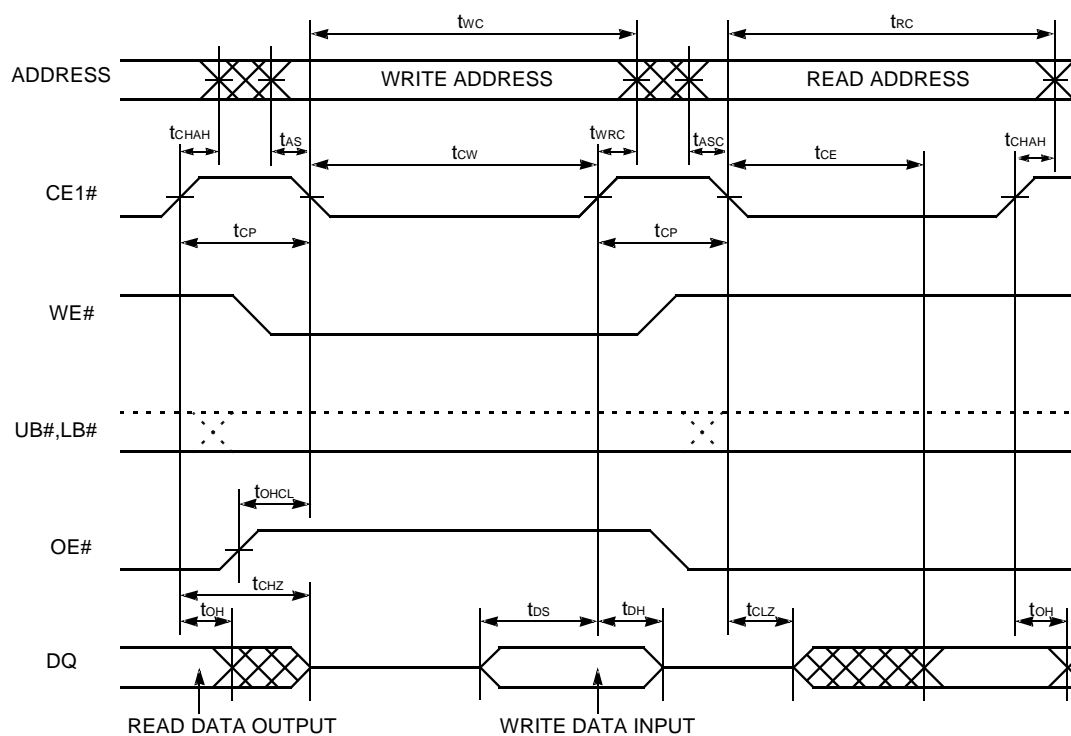 tWC tRC
ADDRESS WRITE ADDRESS READ ADDRESS
tCHAH tAS tCW tWRC tASC tCE tCHAH
CE1#
tCP tCP
WE#
UB#,LB#
tOHCL
OE#
tCHZ
tOH tDS tDH tCLZ tOH
DQ
READ DATA OUTPUT WRITE DATA INPUT